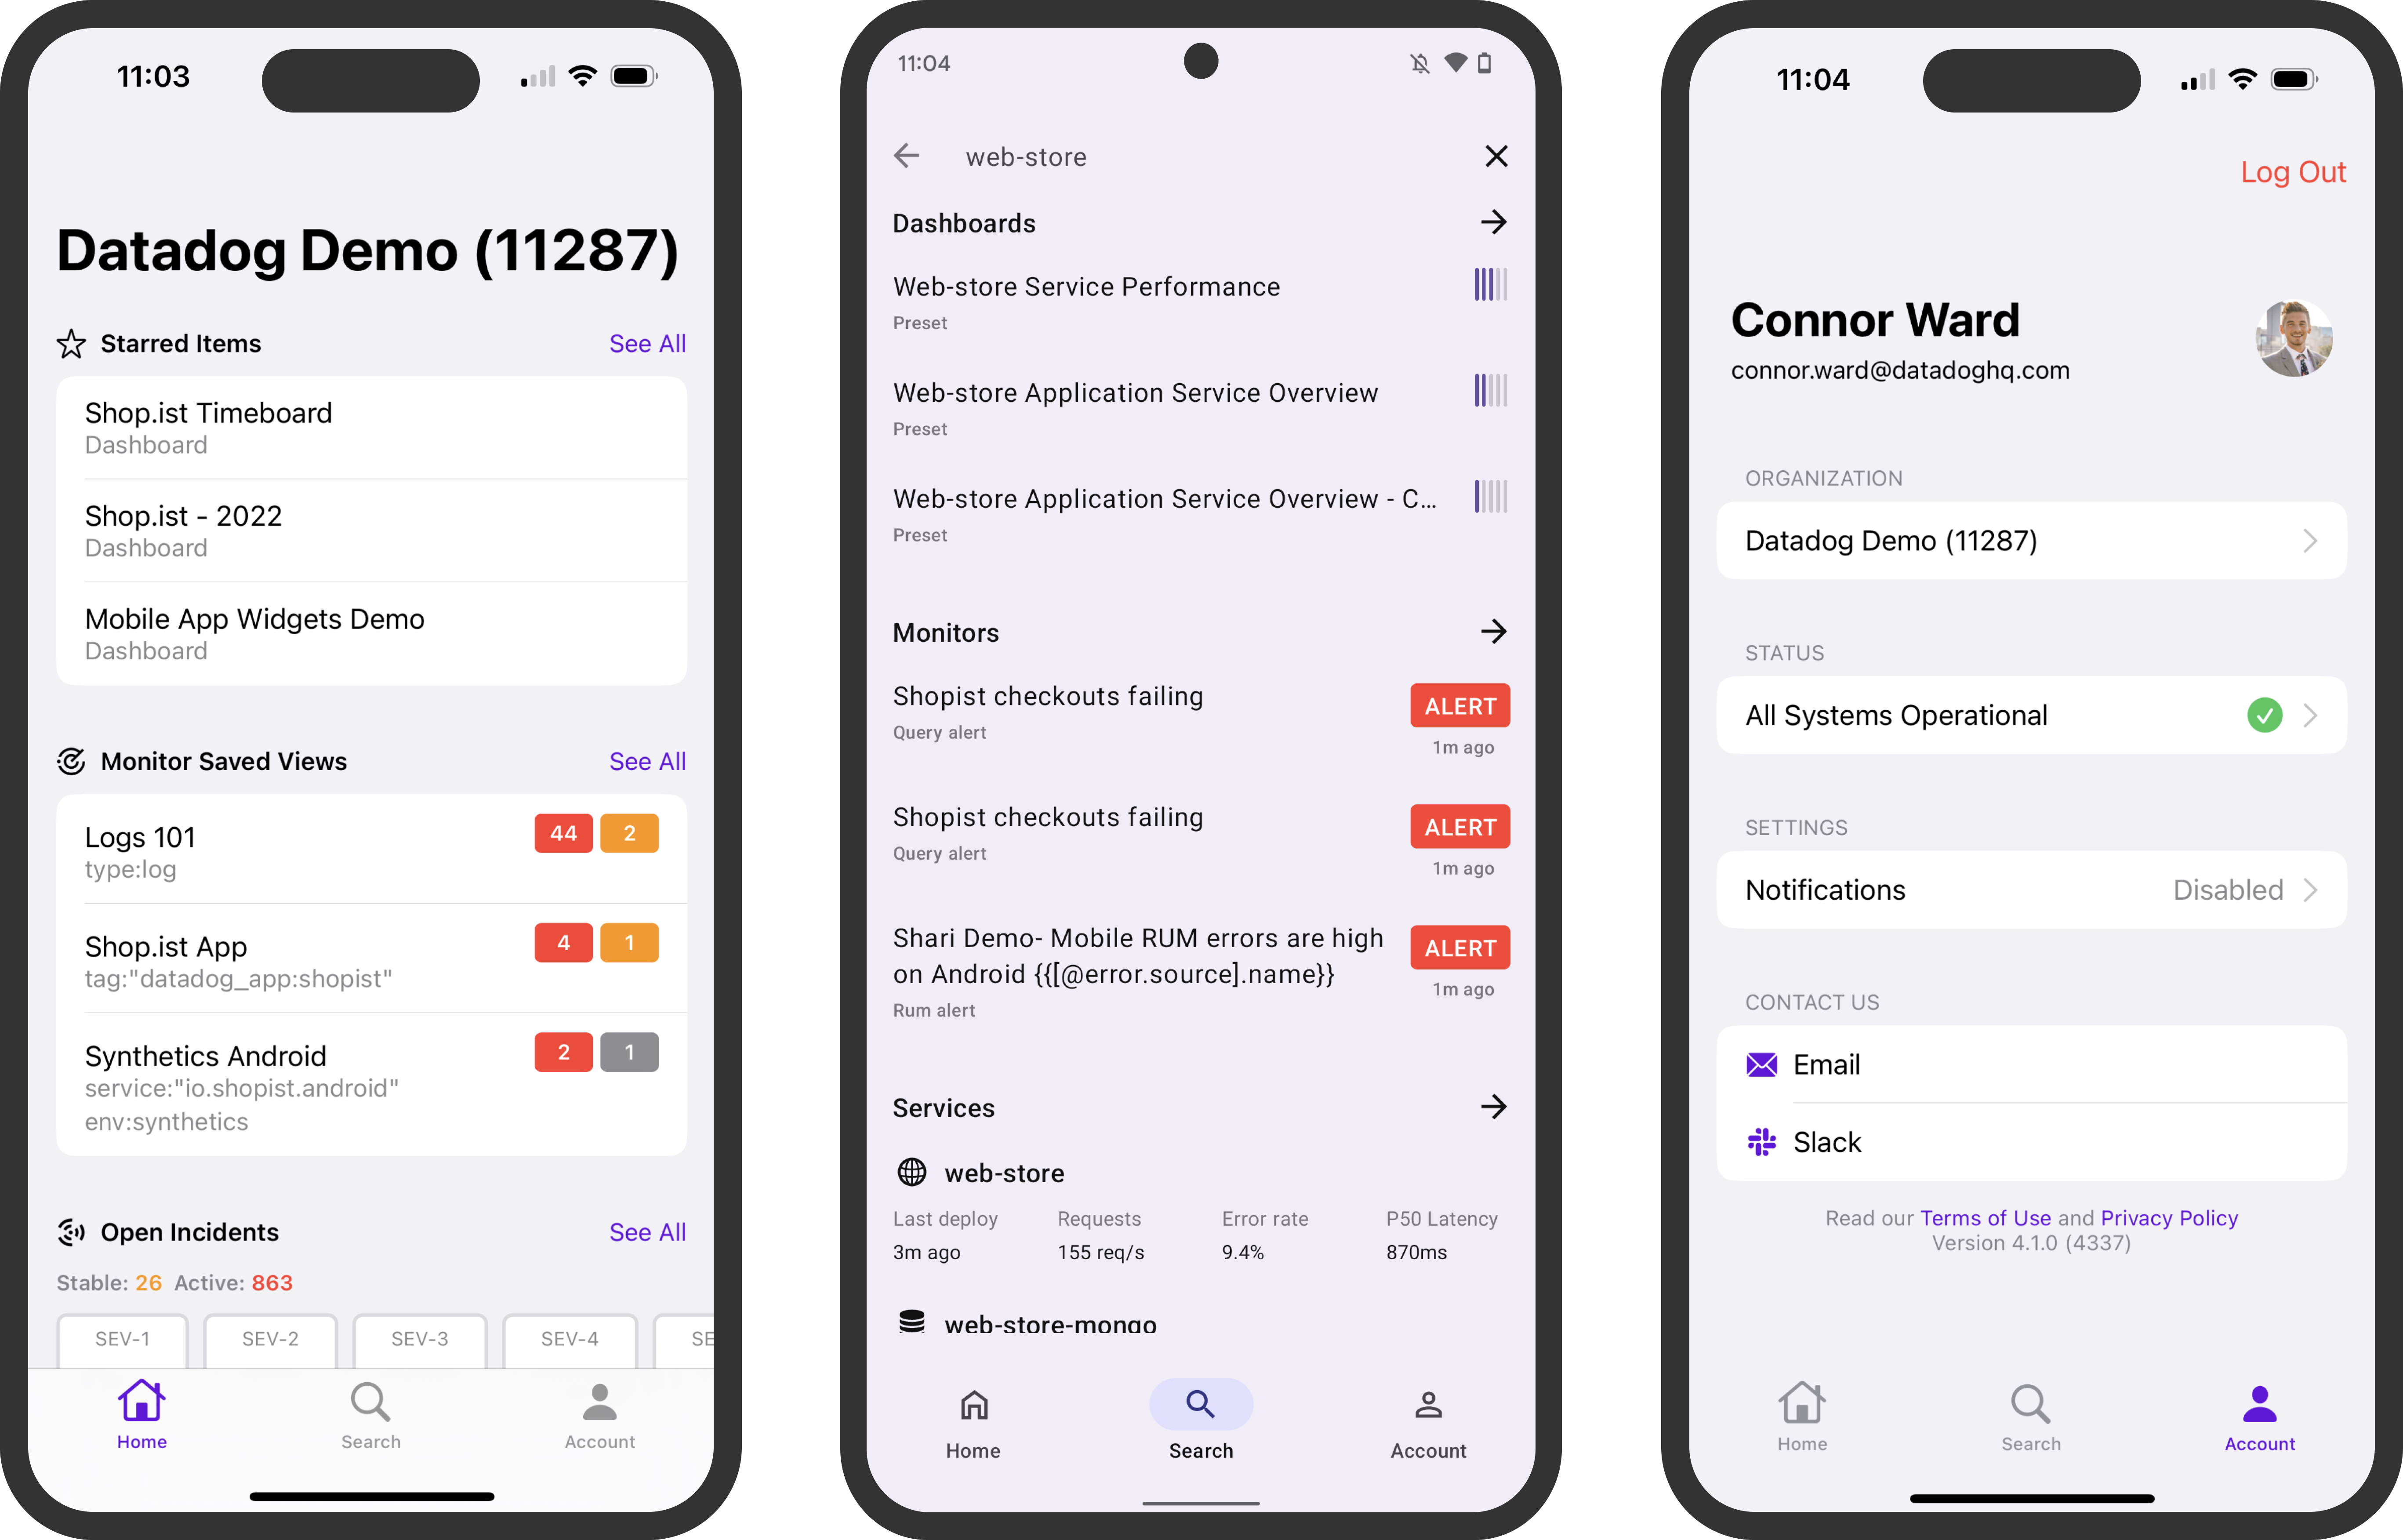 11:03
Datadog Demo (11287)
Starred Items See All
Shop.ist Timeboard
Dashboard
Shop.ist - 2022
Dashboard
Mobile App Widgets Demo
Dashboard
Monitor Saved Views See All
Logs 101 44 2
type:log
Shop.ist App 4 1
tag:"datadog_app:shopist"
Synthetics Android 2 1
service:"io.shopist.android"
env:synthetics
Open Incidents See All
Stable: 26 Active: 863
SEV-1 SEV-2 SEV-3 SEV-4 SE
Home Search Account
11:04
web-store
Dashboards
Web-store Service Performance
Preset
Web-store Application Service Overview
Preset
Web-store Application Service Overview - C...
Preset
Monitors
Shopist checkouts failing ALERT
Query alert 1m ago
Shopist checkouts failing ALERT
Query alert 1m ago
Shari Demo- Mobile RUM errors are high ALERT
on Android {{[@error.source].name}}
1m ago
Rum alert
Services
web-store
Last deploy Requests Error rate P50 Latency
3m ago 155 req/s 9.4% 870ms
web-store-mongo
Home Search Account
11:04
Log Out
Connor Ward
connor.ward@datadoghq.com
ORGANIZATION
Datadog Demo (11287)
STATUS
All Systems Operational
SETTINGS
Notifications Disabled
CONTACT US
Email
Slack
Read our Terms of Use and Privacy Policy
Version 4.1.0 (4337)
Home Search Account